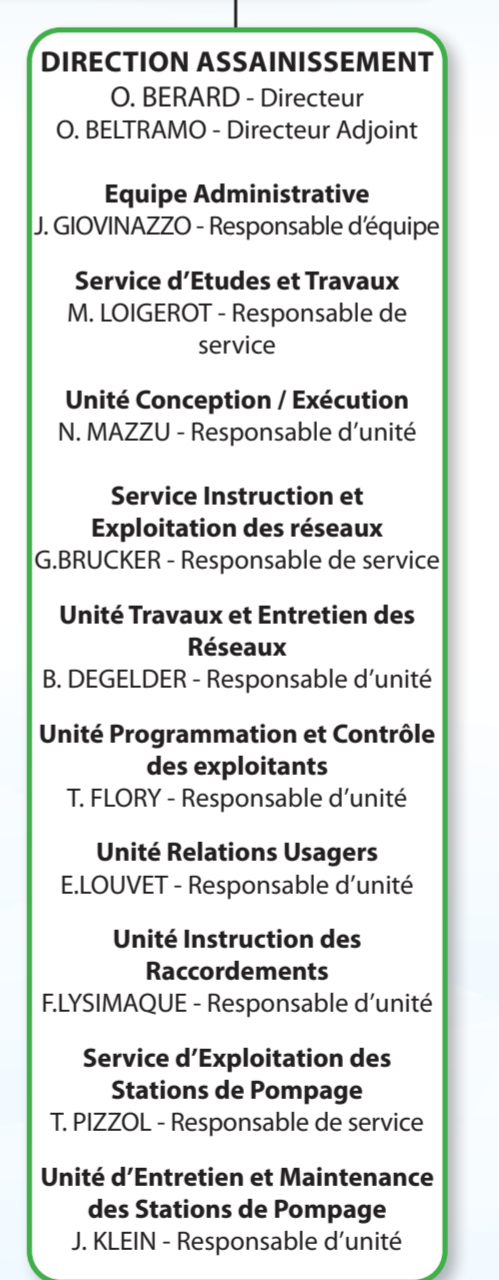 DIRECTION ASSAINISSEMENT
O. BERARD - Directeur
O. BELTRAMO - Directeur Adjoint
Equipe Administrative
J. GIOVINAZZO - Responsable d’équipe
Service d’Etudes et Travaux
M. LOIGEROT - Responsable de
service
Unité Conception / Exécution
N. MAZZU - Responsable d’unité
Service Instruction et
Exploitation des réseaux
G.BRUCKER - Responsable de service
Unité Travaux et Entretien des
Réseaux
B. DEGELDER - Responsable d’unité
Unité Programmation et Contrôle
des exploitants
T. FLORY - Responsable d’unité
Unité Relations Usagers
E.LOUVET - Responsable d’unité
Unité Instruction des
Raccordements
F.LYSIMAQUE - Responsable d’unité
Service d’Exploitation des
Stations de Pompage
T. PIZZOL - Responsable de service
Unité d’Entretien et Maintenance
des Stations de Pompage
J. KLEIN - Responsable d’unité